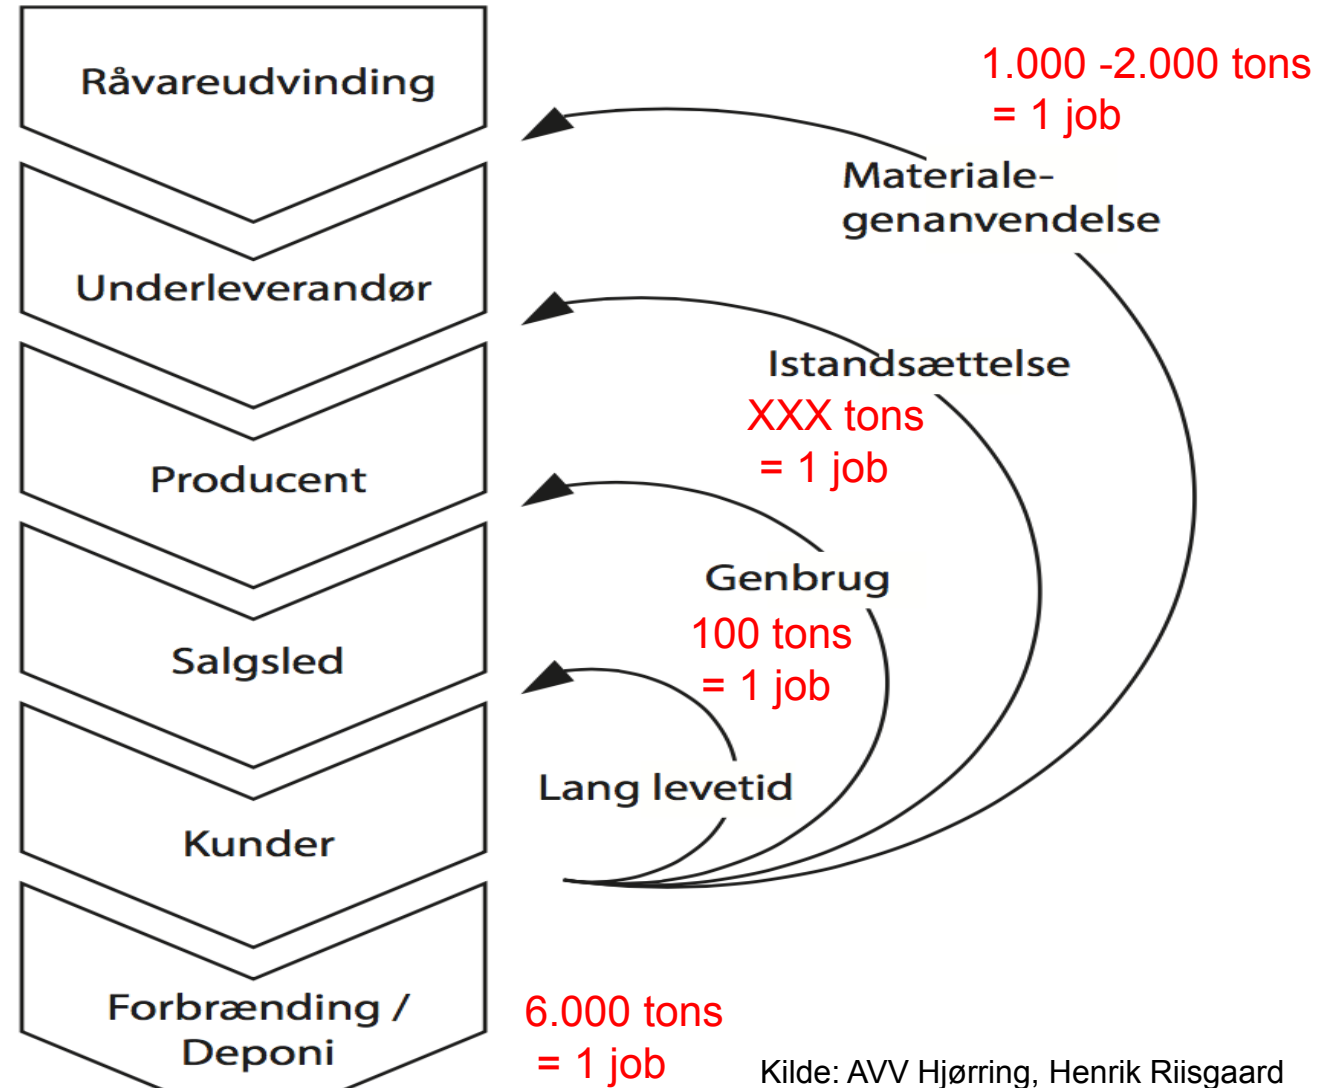 Råvareudvinding
Underleverandør
Producent
Salgsled
Kunder
Forbrænding /
Deponi
1.000 -2.000 tons
= 1 job
Materiale-
genanvendelse
Istandsættelse
XXX tons
= 1 job
Genbrug
100 tons
= 1 job
Lang levetid
6.000 tons
= 1 job
Kilde: AVV Hjørring, Henrik Riisgaard